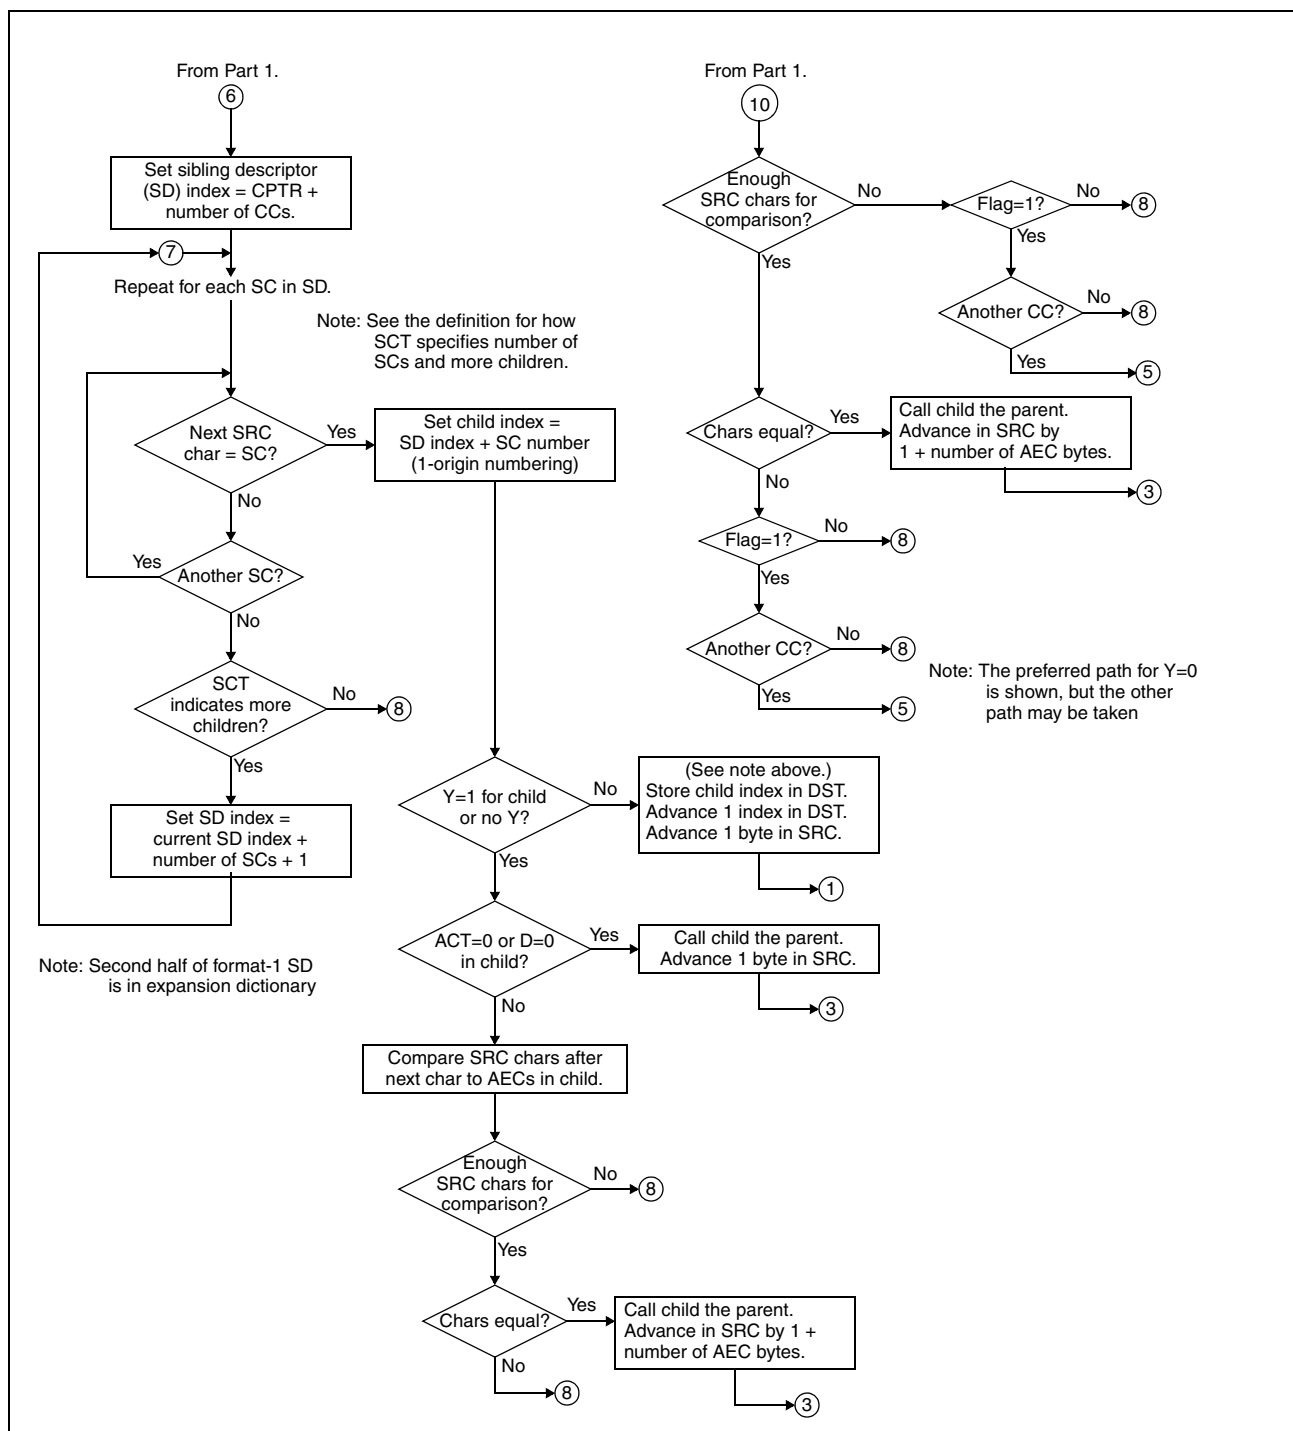 From Part 1.
6
Set sibling descriptor
(SD) index = CPTR +
number of CCs.
7
Repeat for each SC in SD.
Note: See the definition for how
SCT specifies number of
SCs and more children.
Next SRC
char = SC?
Yes
Set child index =
SD index + SC number
(1-origin numbering)
No
Another SC?
Yes
No
SCT
indicates more
children?
No
8
Yes
Set SD index =
current SD index +
number of SCs + 1
Note: Second half of format-1 SD
is in expansion dictionary
Y=1 for child
or no Y?
No
(See note above.)
Store child index in DST.
Advance 1 index in DST.
Advance 1 byte in SRC.
1
Yes
ACT=0 or D=0
in child?
Yes
Call child the parent.
Advance 1 byte in SRC.
3
No
Compare SRC chars after
next char to AECs in child.
Enough
SRC chars for
comparison?
No
8
Yes
Chars equal?
Yes
Call child the parent.
Advance in SRC by 1 +
number of AEC bytes.
3
No
8
From Part 1.
10
Enough
SRC chars for
comparison?
No
Flag=1?
No
8
Yes
Another CC?
No
8
Yes
5
Yes
Chars equal?
Yes
Call child the parent.
Advance in SRC by
1 + number of AEC bytes.
3
No
Flag=1?
No
8
Yes
Another CC?
No
8
Yes
5
Note: The preferred path for Y=0
is shown, but the other
path may be taken